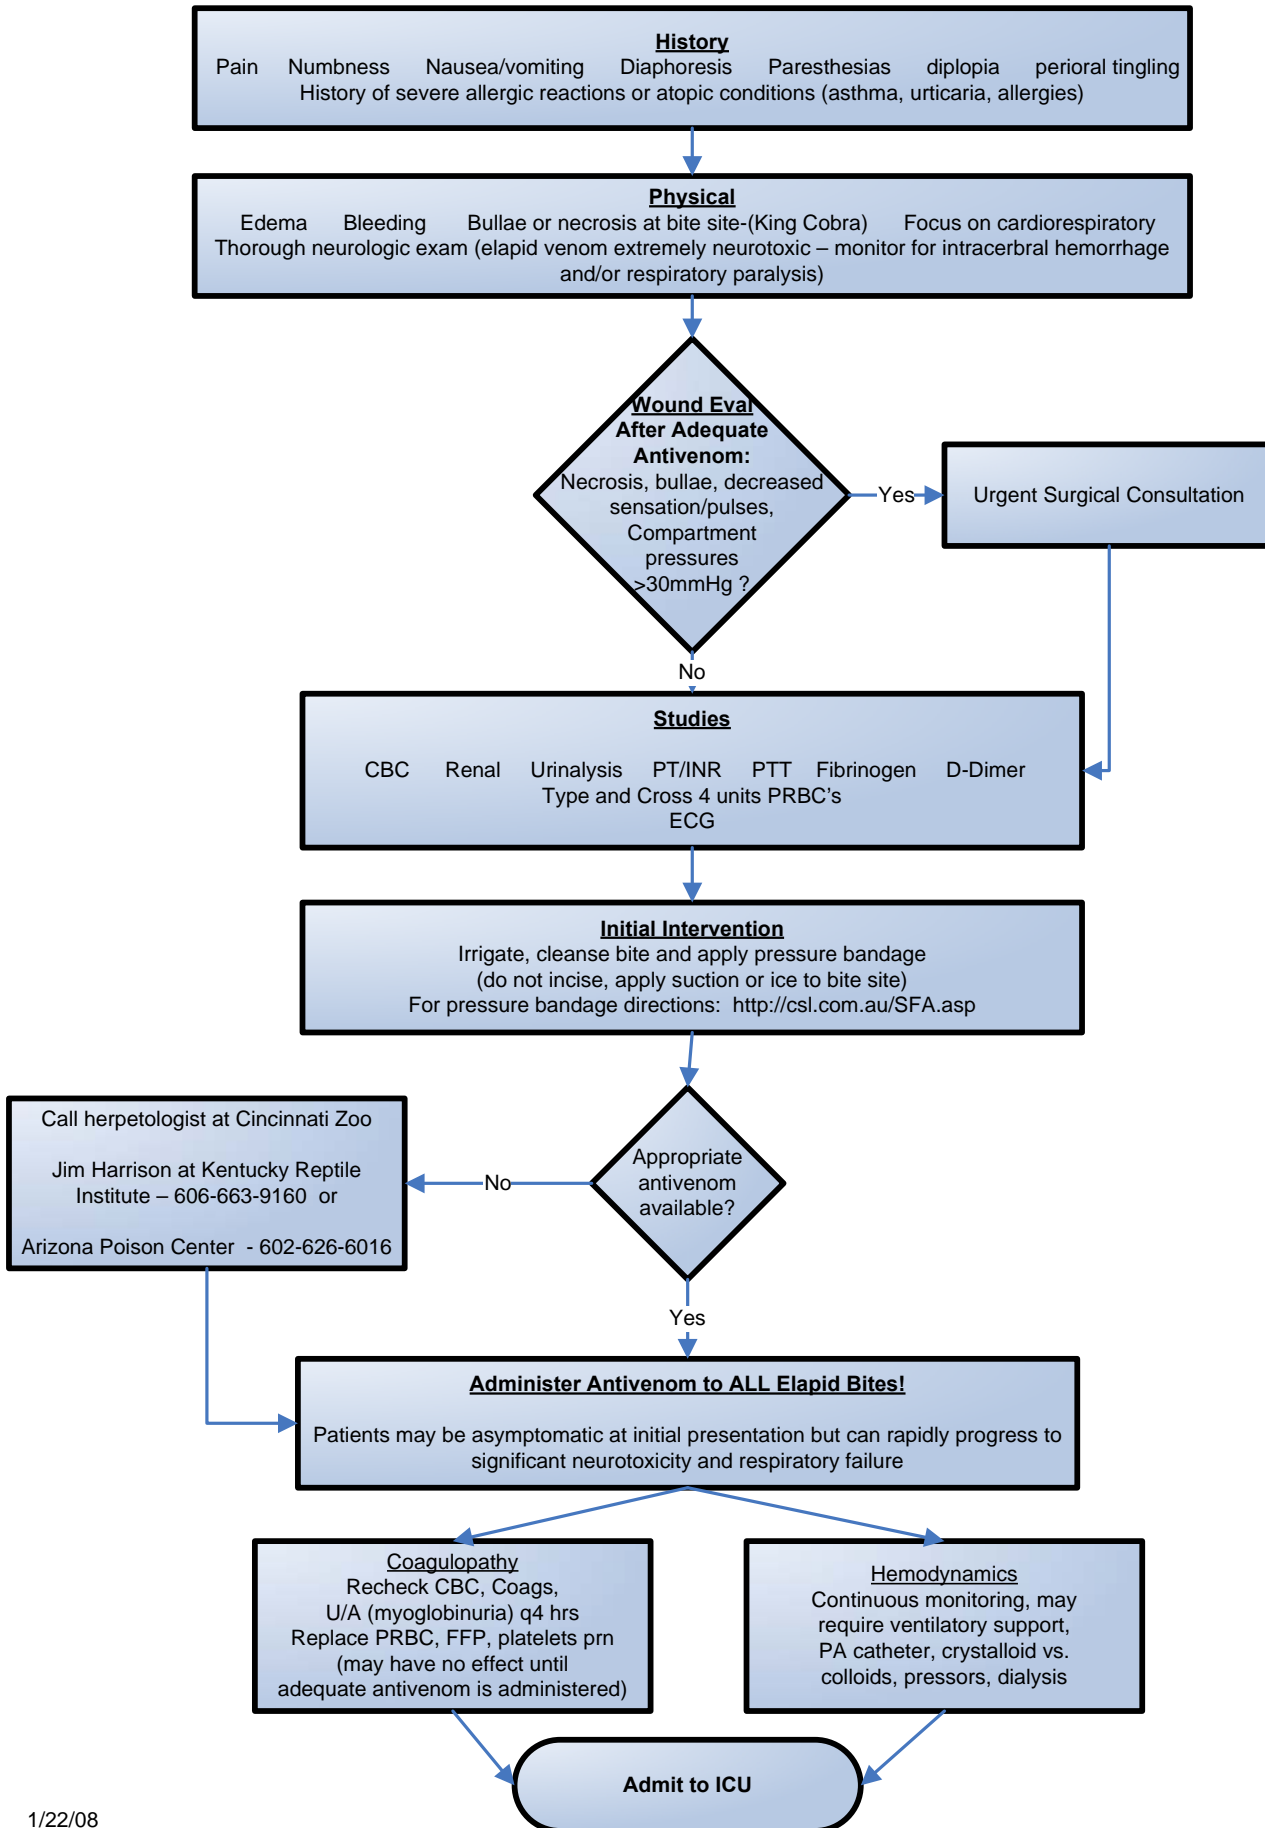 History
Pain Numbness Nausea/vomiting Diaphoresis Paresthesias diplopia perioral tingling
History of severe allergic reactions or atopic conditions (asthma, urticaria, allergies)
Physical
Edema Bleeding Bullae or necrosis at bite site-(King Cobra) Focus on cardiorespiratory
Thorough neurologic exam (elapid venom extremely neurotoxic – monitor for intracerbral hemorrhage
and/or respiratory paralysis)
Wound Eval
After Adequate
Antivenom:
Necrosis, bullae, decreased
sensation/pulses,
Compartment
pressures
>30mmHg ?
Yes
Urgent Surgical Consultation
No
Studies
CBC Renal Urinalysis PT/INR PTT Fibrinogen D-Dimer
Type and Cross 4 units PRBC's
ECG
Initial Intervention
Irrigate, cleanse bite and apply pressure bandage
(do not incise, apply suction or ice to bite site)
For pressure bandage directions: http://csl.com.au/SFA.asp
Appropriate
antivenom
available?
No
Call herpetologist at Cincinnati Zoo
Jim Harrison at Kentucky Reptile
Institute – 606-663-9160 or
Arizona Poison Center - 602-626-6016
Yes
Administer Antivenom to ALL Elapid Bites!
Patients may be asymptomatic at initial presentation but can rapidly progress to
significant neurotoxicity and respiratory failure
Coagulopathy
Recheck CBC, Coags,
U/A (myoglobinuria) q4 hrs
Replace PRBC, FFP, platelets prn
(may have no effect until
adequate antivenom is administered)
Hemodynamics
Continuous monitoring, may
require ventilatory support,
PA catheter, crystalloid vs.
colloids, pressors, dialysis
Admit to ICU
1/22/08